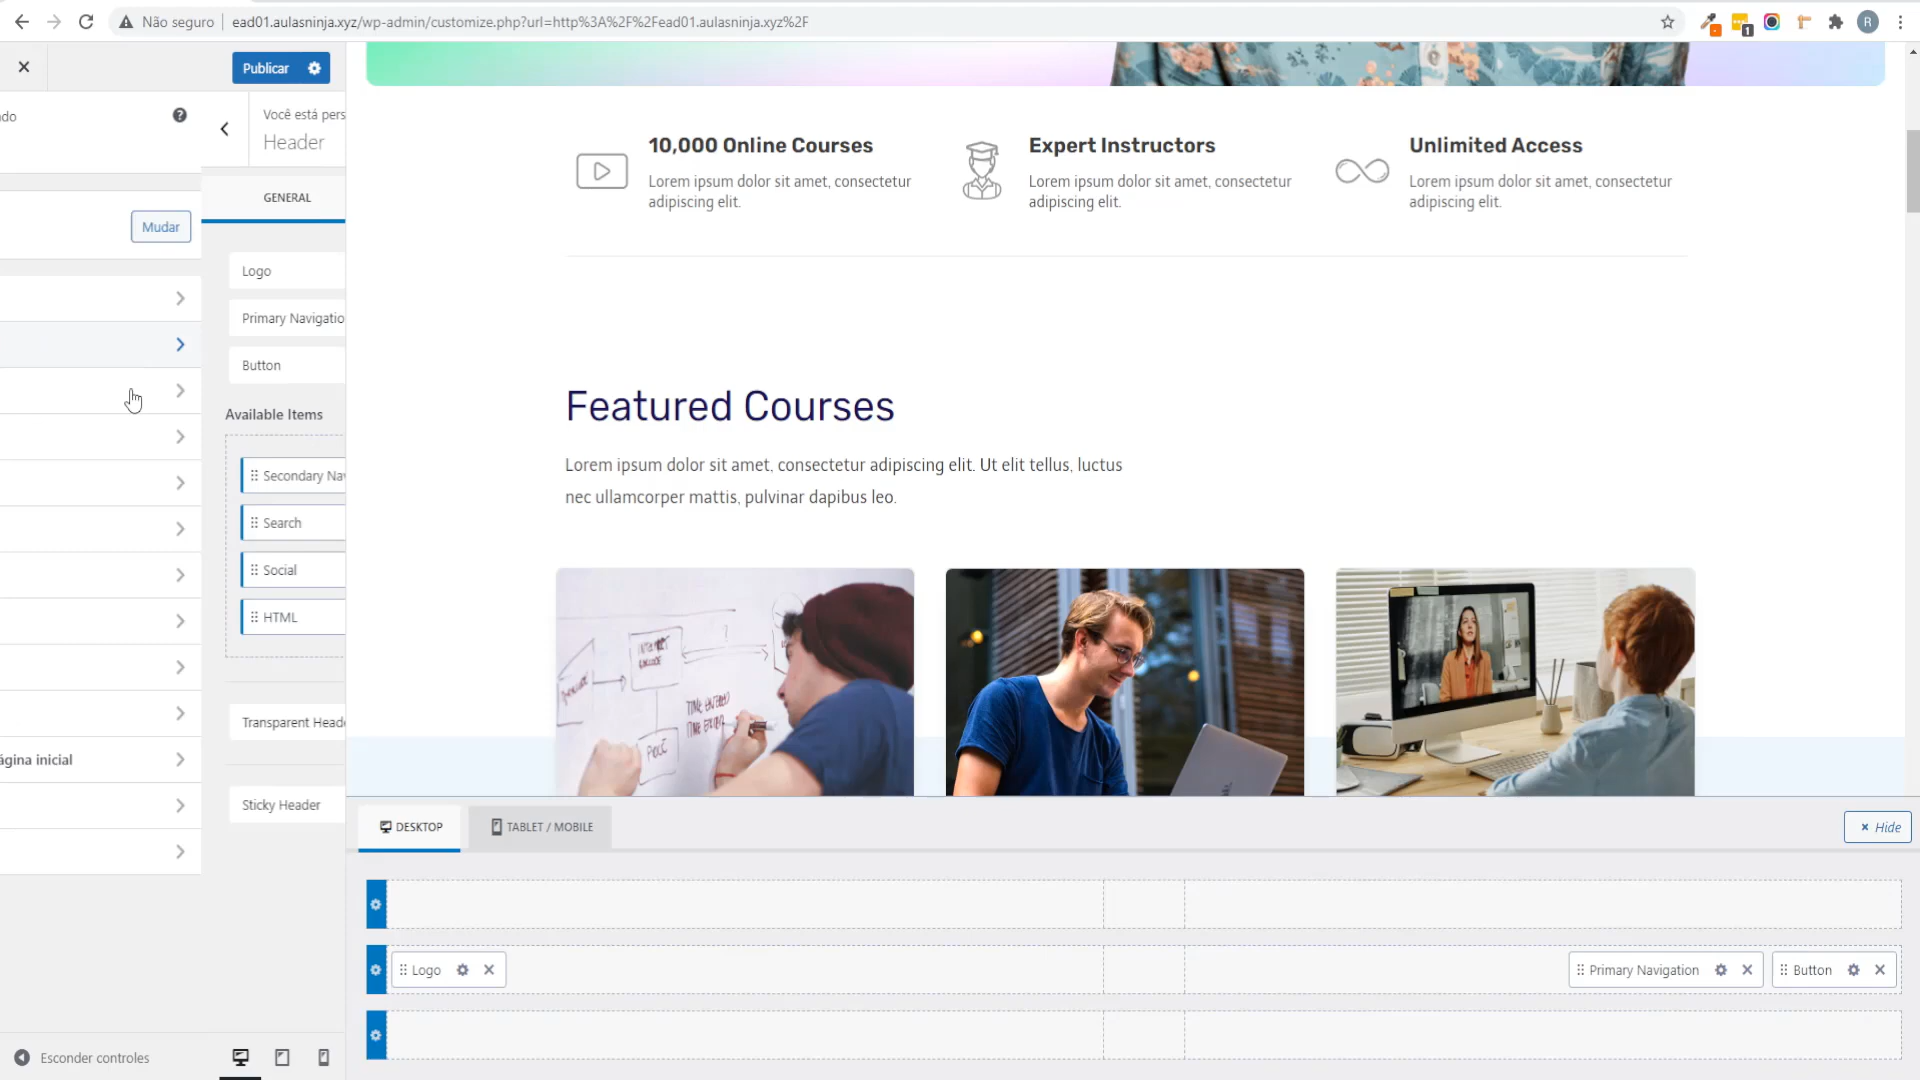 Não seguro
ead01.aulasninja.xyz/wp-admin/customize.php?url=http%3A%2F%2Fead01.aulasninja.xyz%2F
1
R
Publicar
do
Você está pers
Header
GENERAL
Mudar
Logo
Primary Navigatio
Button
Available Items
Secondary Nav
Search
Social
HTML
Transparent Head
ágina inicial
Sticky Header
Esconder controles
10,000 Online Courses
Lorem ipsum dolor sit amet, consectetur
adipiscing elit.
Expert Instructors
Lorem ipsum dolor sit amet, consectetur
adipiscing elit.
Unlimited Access
Lorem ipsum dolor sit amet, consectetur
adipiscing elit.
Featured Courses
Lorem ipsum dolor sit amet, consectetur adipiscing elit. Ut elit tellus, luctus
nec ullamcorper mattis, pulvinar dapibus leo.
DESKTOP
TABLET / MOBILE
× Hide
Logo
Primary Navigation
Button